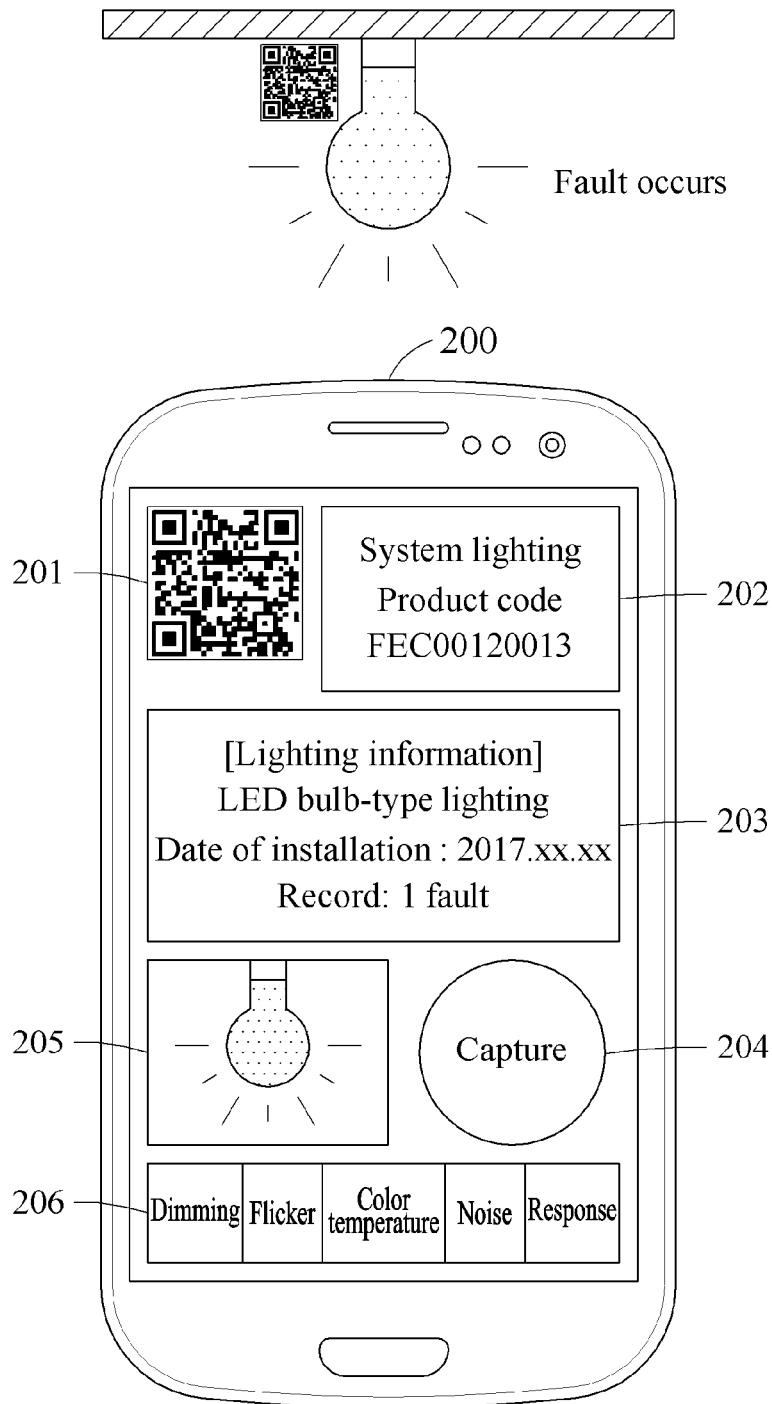 Fault occurs
200
201
System lighting
Product code
FEC00120013
202
[Lighting information]
LED bulb-type lighting
Date of installation : 2017.xx.xx
Record: 1 fault
203
205
Capture
204
206
Dimming
Flicker
Color
temperature
Noise
Response